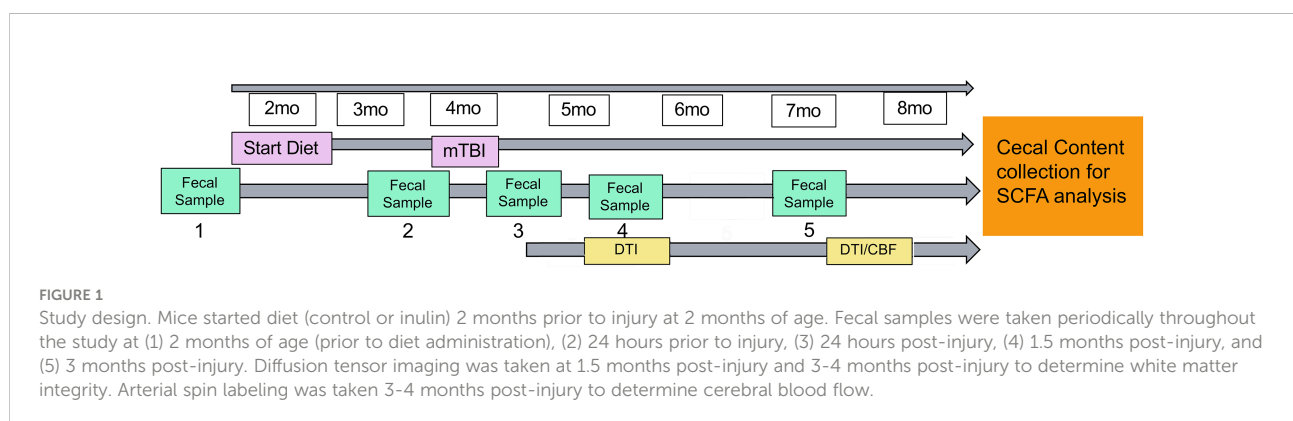 2mo 3mo 4mo 5mo 6mo 7mo 8mo
Start Diet mTBI
Fecal Sample Fecal Sample Fecal Sample Fecal Sample Fecal Sample
1 2 3 4 5
DTI DTI/CBF
Cecal Content
collection for
SCFA analysis
FIGURE 1
Study design. Mice started diet (control or inulin) 2 months prior to injury at 2 months of age. Fecal samples were taken periodically throughout
the study at (1) 2 months of age (prior to diet administration), (2) 24 hours prior to injury, (3) 24 hours post-injury, (4) 1.5 months post-injury, and
(5) 3 months post-injury. Diffusion tensor imaging was taken at 1.5 months post-injury and 3-4 months post-injury to determine white matter
integrity. Arterial spin labeling was taken 3-4 months post-injury to determine cerebral blood flow.